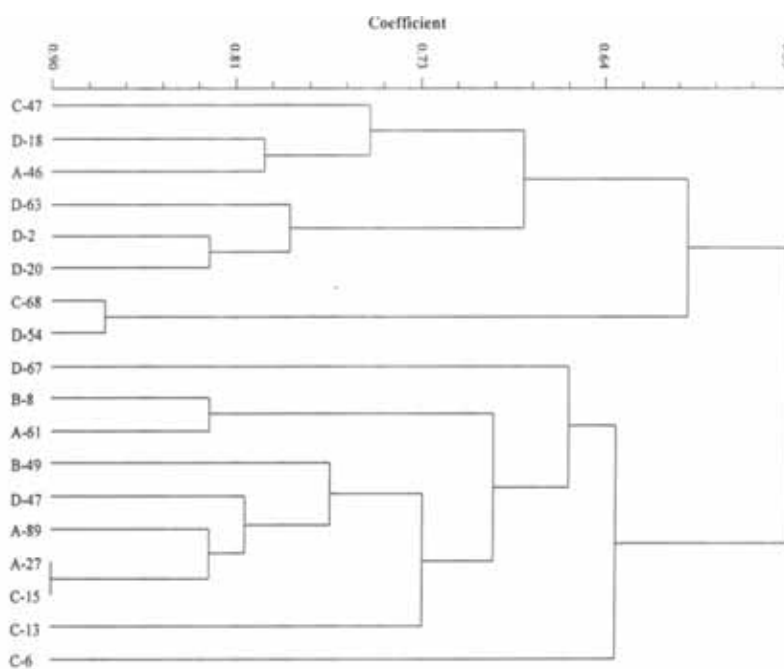 Coefficient
0.90 0.81 0.73 0.64
C-47
D-18
A-46
D-63
D-2
D-20
C-68
D-54
D-67
B-8
A-61
B-49
D-47
A-89
A-27
C-15
C-13
C-6